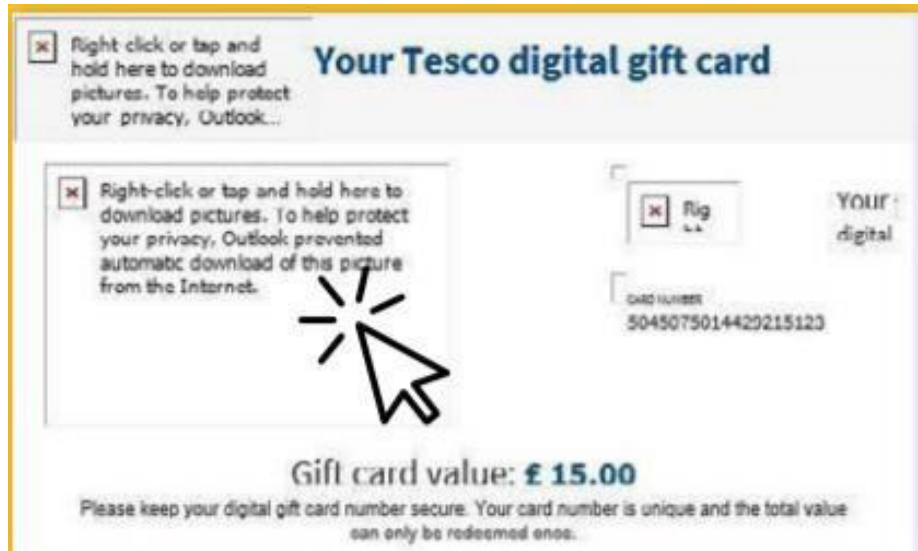 Right click or tap and
hold here to download
pictures. To help protect
your privacy, Outlook...
Your Tesco digital gift card
Right-click or tap and hold here to
download pictures. To help protect
your privacy, Outlook prevented
automatic download of this picture
from the Internet.
Rig
Your
digital
CARD NUMBER
5045075014429215123
Gift card value: £ 15.00
Please keep your digital gift card number secure. Your card number is unique and the total value
can only be redeemed once.